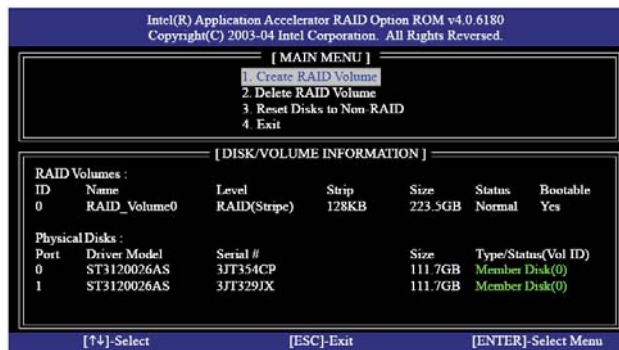 Intel(R) Application Accelerator RAID Option ROM v4.0.6180
Copyright(C) 2003-04 Intel Corporation. All Rights Reversed.
[ MAIN MENU ]
1. Create RAID Volume
2. Delete RAID Volume
3. Reset Disks to Non-RAID
4. Exit
[ DISK/VOLUME INFORMATION ]
RAID Volumes :
ID Name Level Strip Size Status Bootable
0 RAID_Volume0 RAID(Stripe) 128KB 223.5GB Normal Yes
Physical Disks :
Port Driver Model Serial # Size Type/Status(Vol ID)
0 ST3120026AS 3JT354CP 111.7GB Member Disk(0)
1 ST3120026AS 3JT329JX 111.7GB Member Disk(0)
[↑↓]-Select [ESC]-Exit [ENTER]-Select Menu